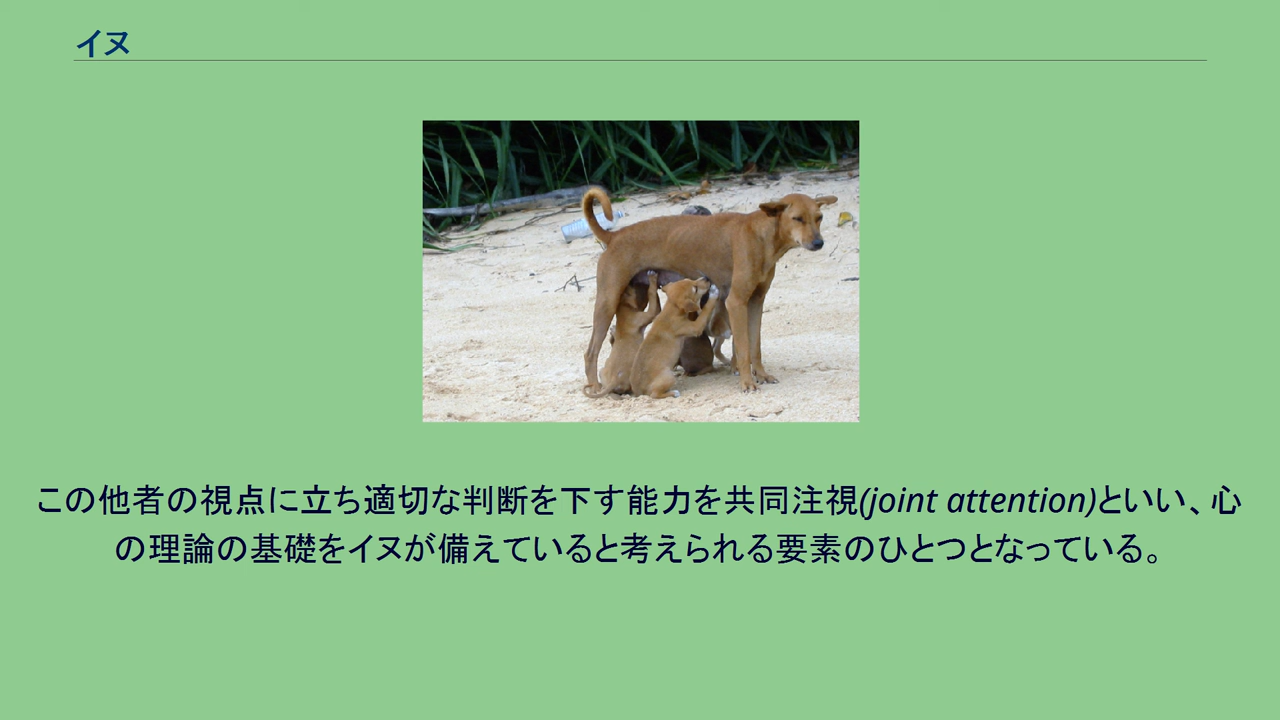 イヌ
この他者の視点に立ち適切な判断を下す能力を共同注視(joint attention)といい、心
の理論の基礎をイヌが備えていると考えられる要素のひとつとなっている。